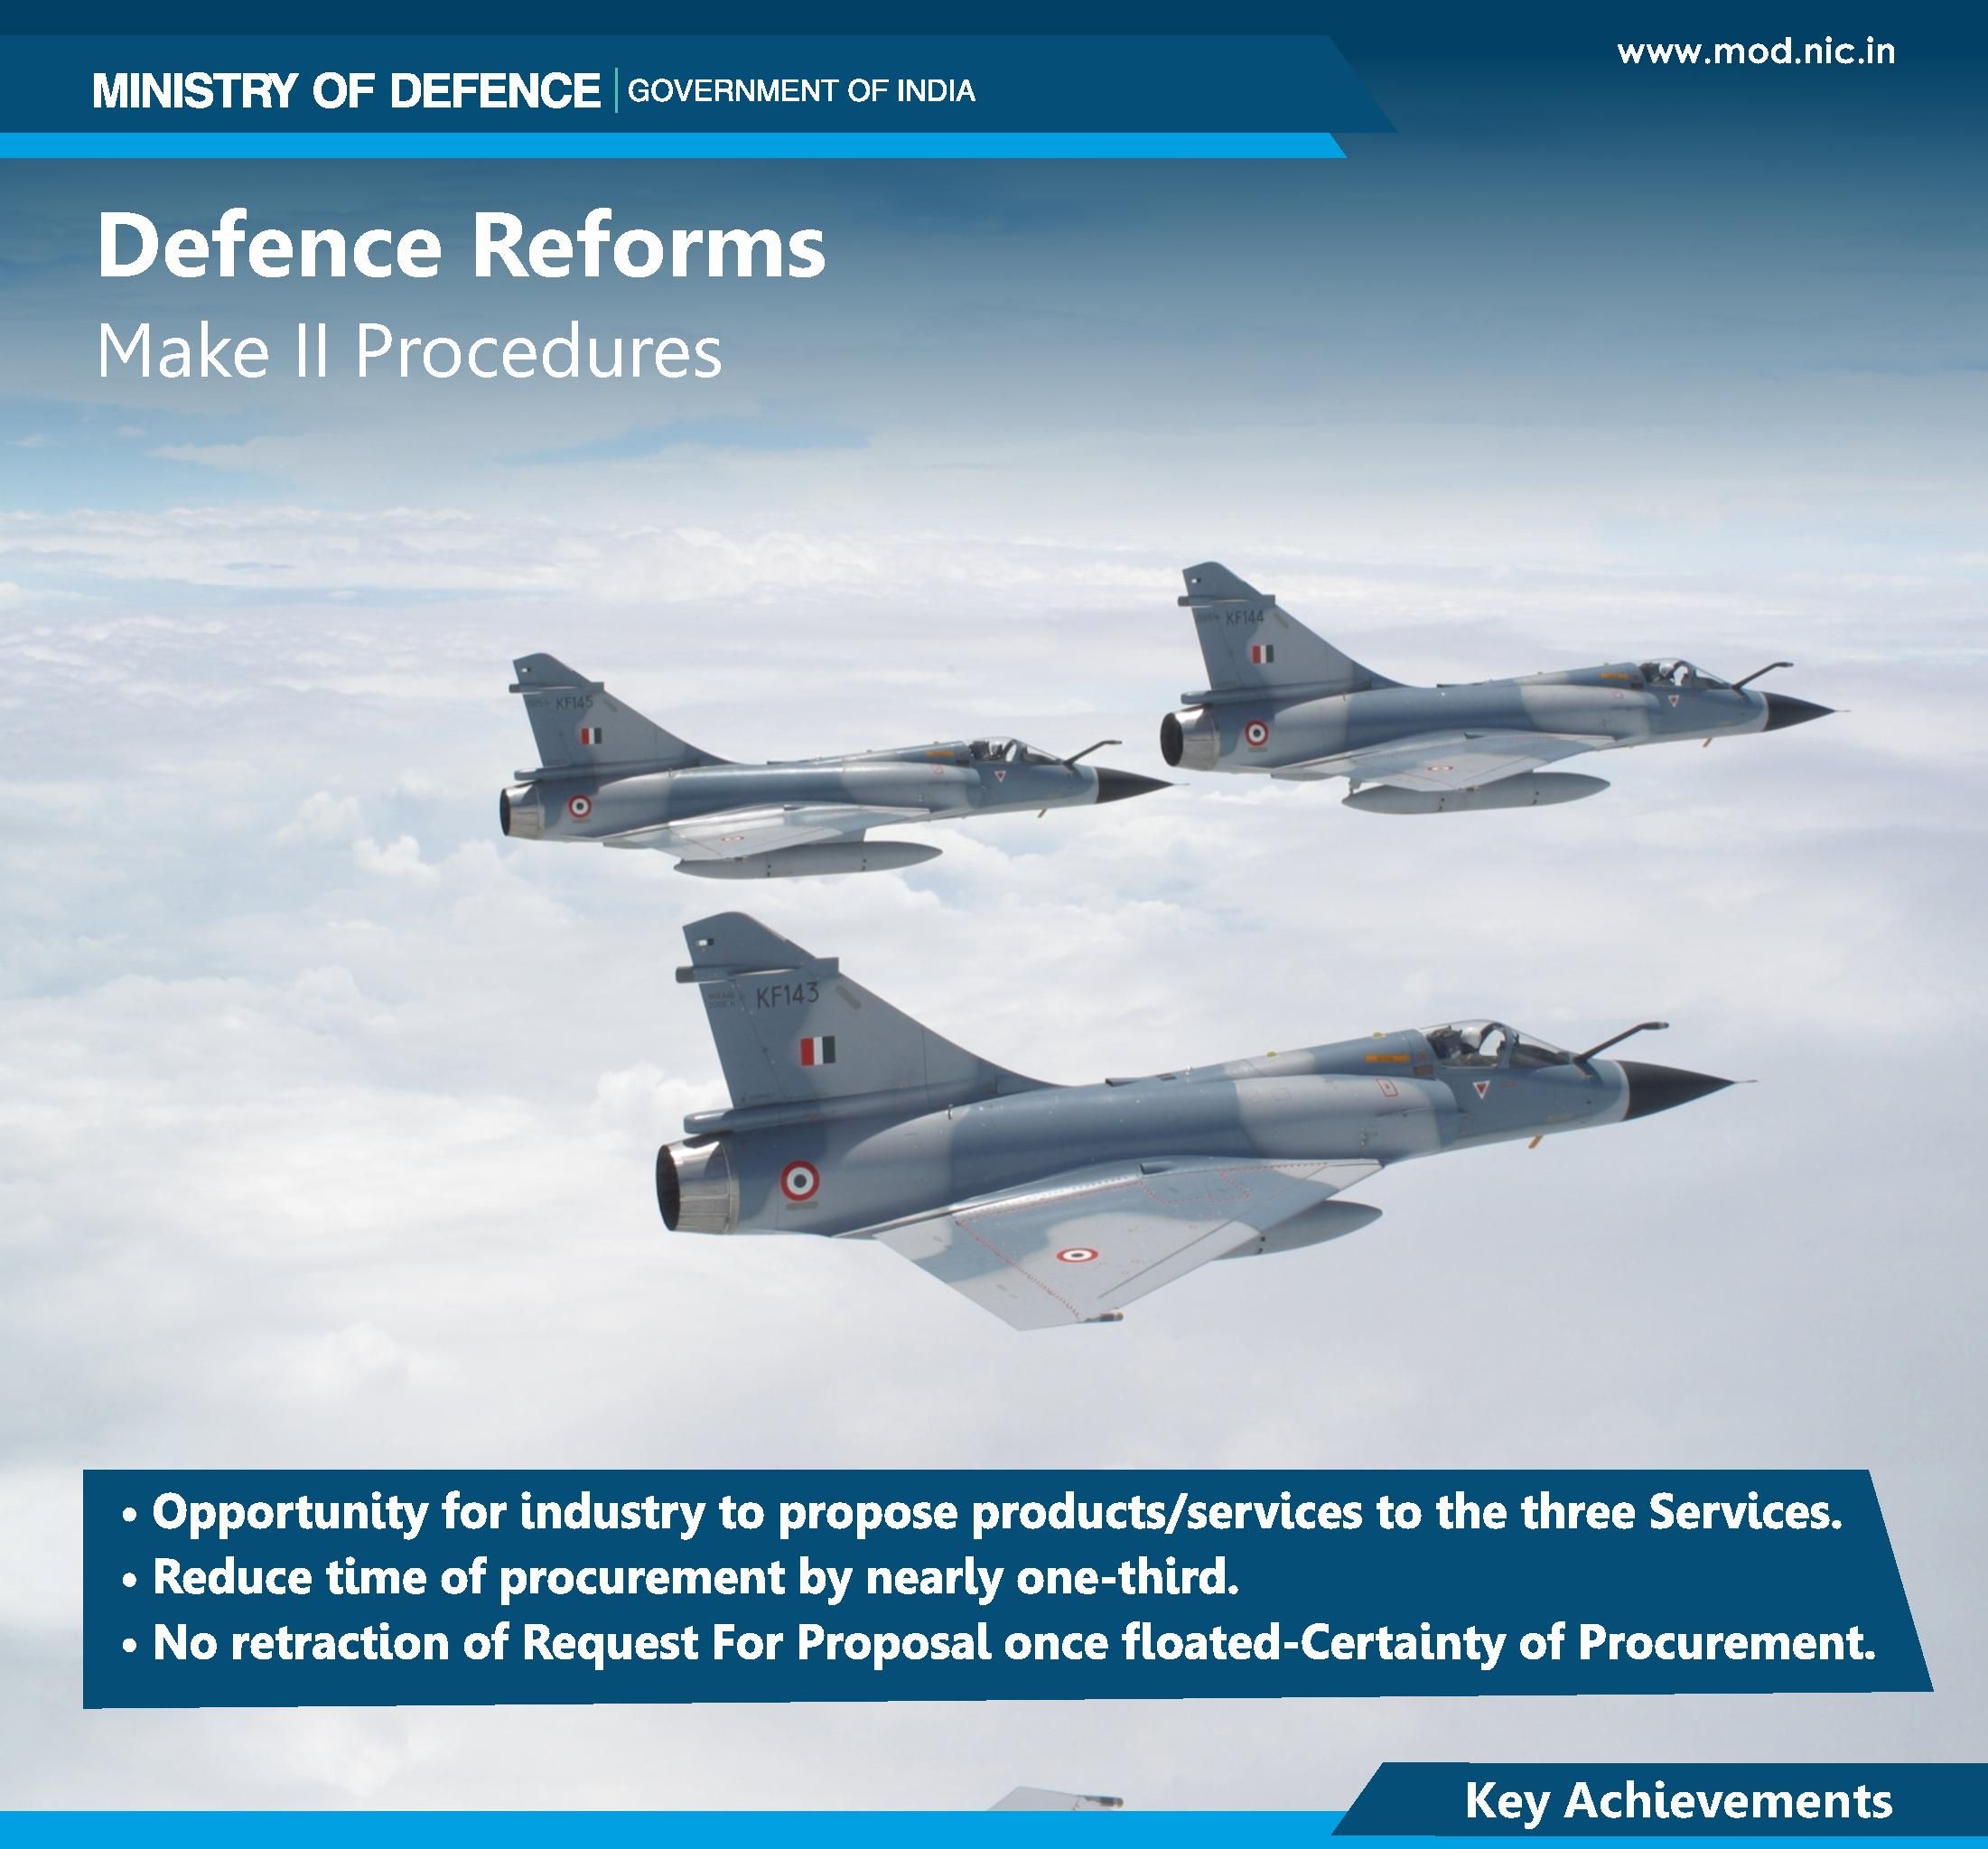 www.mod.nic.in
MINISTRY OF DEFENCE | GOVERNMENT OF INDIA
Defence Reforms
Make II Procedures
KF144
KF145
KF143
• Opportunity for industry to propose products/services to the three Services.
• Reduce time of procurement by nearly one-third.
• No retraction of Request For Proposal once floated-Certainty of Procurement.
Key Achievements